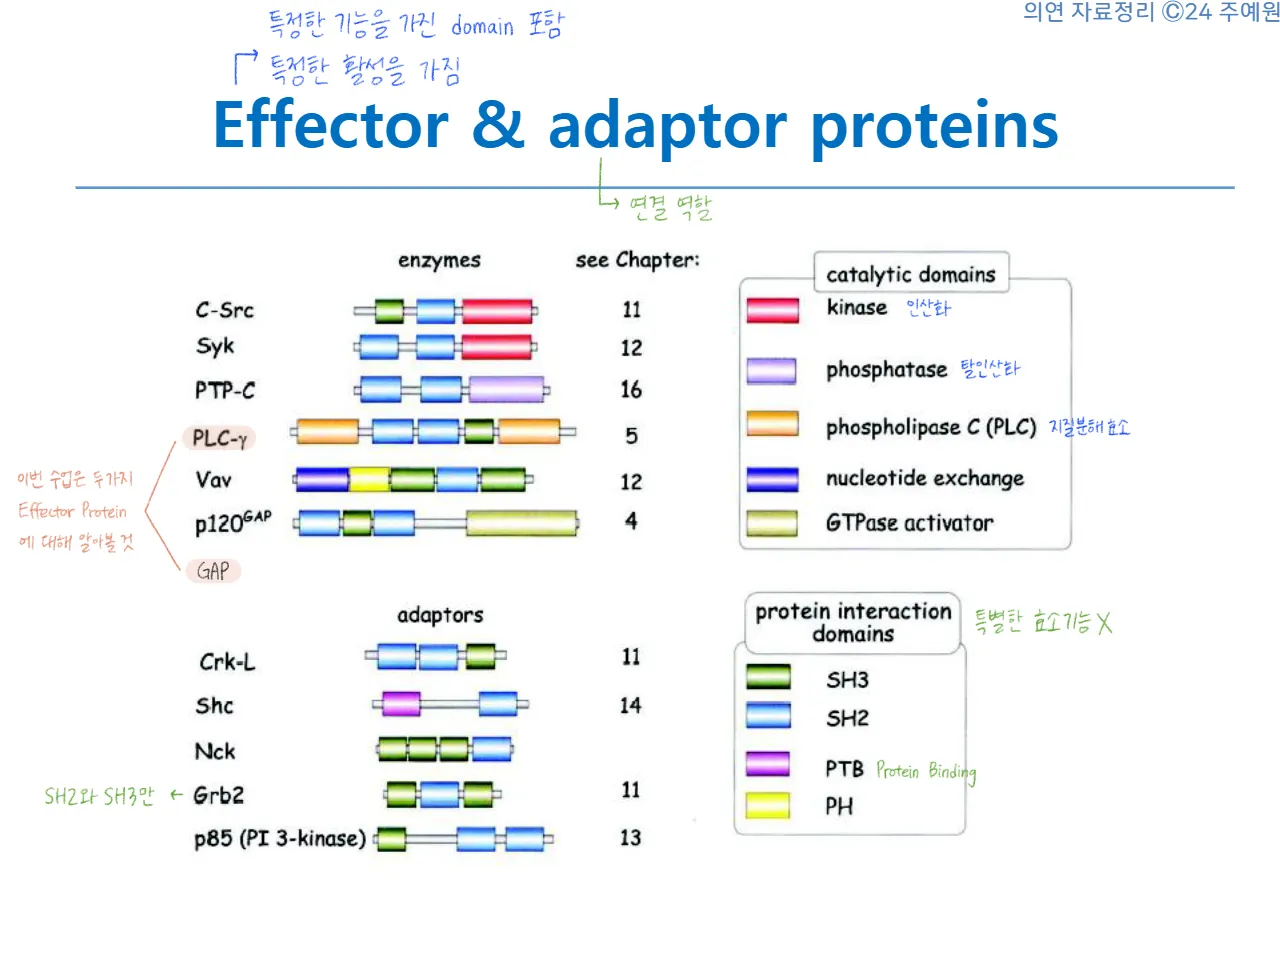 의연 자료정리 ©24 주예원
특정한 기능을 가진 domain 포함
특정한 활성을 가짐
Effector & adaptor proteins
연결 역할
enzymes
see Chapter:
C-Src 11
Syk 12
PTP-C 16
PLC-γ 5
Vav 12
p120GAP 4
GAP
이번 수업은 두가지
Effector Protein
에 대해 알아볼 것
catalytic domains
kinase 인산화
phosphatase 탈인산화
phospholipase C (PLC) 지질분해효소
nucleotide exchange
GTPase activator
adaptors
Crk-L 11
Shc 14
Nck
SH2와 SH3만 ← Grb2 11
p85 (PI 3-kinase) 13
protein interaction
domains
특별한 효소기능 X
SH3
SH2
PTB Protein Binding
PH